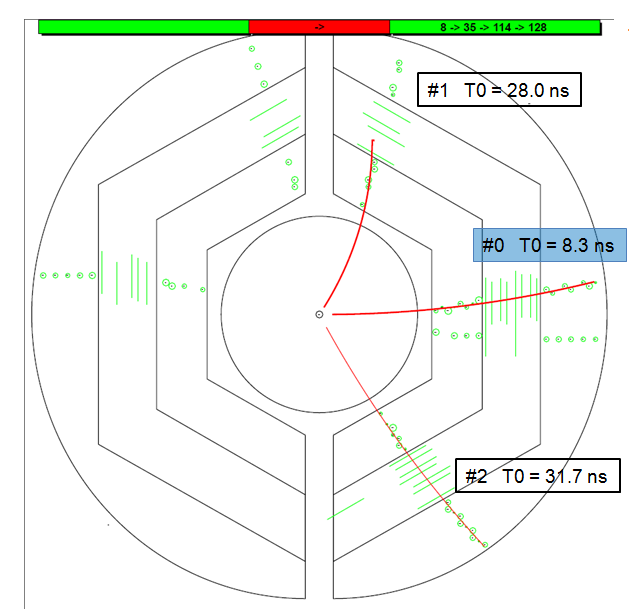 ->
8 -> 35 -> 114 -> 128
#1 T0 = 28.0 ns
#0 T0 = 8.3 ns
#2 T0 = 31.7 ns